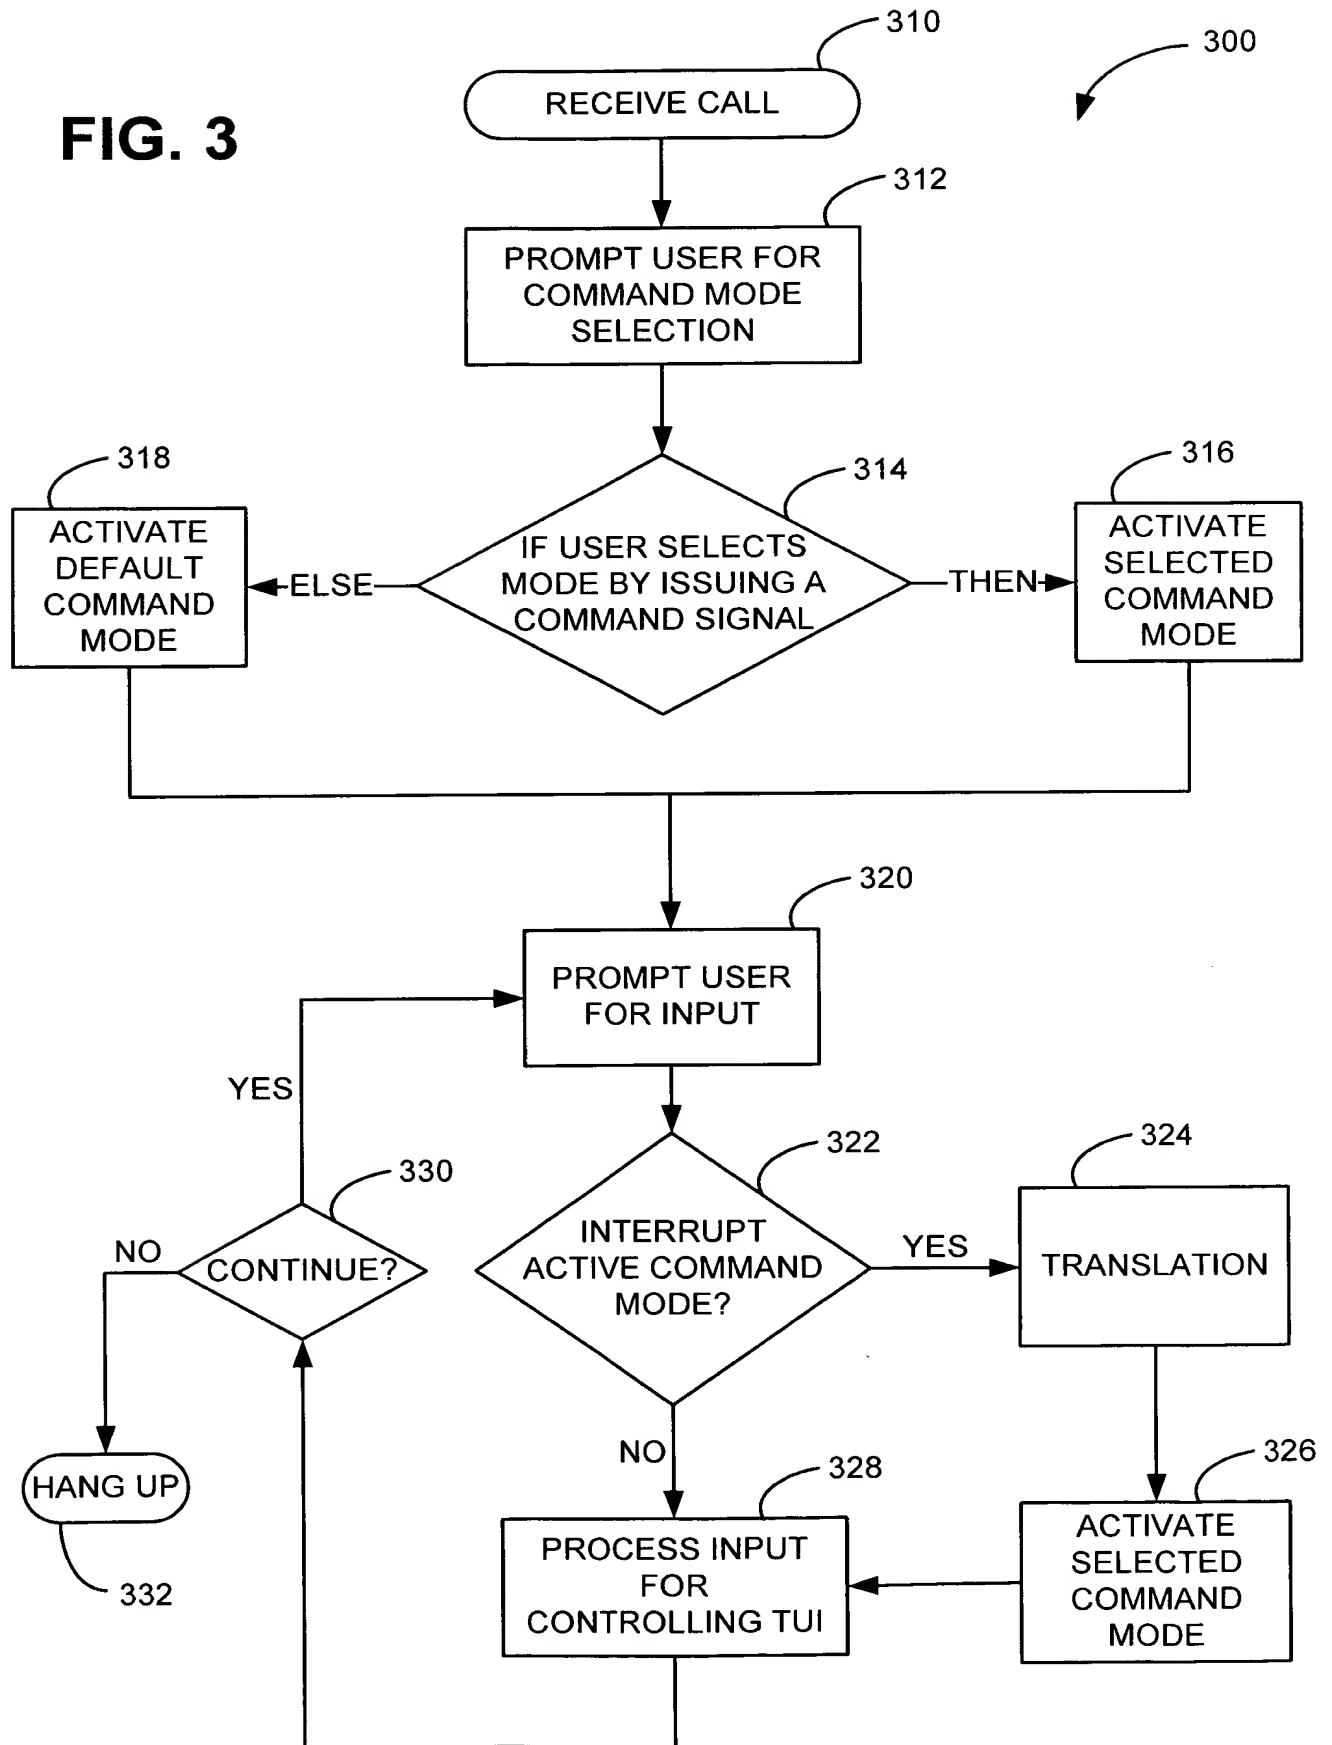 310
300
RECEIVE CALL
FIG. 3
312
PROMPT USER FOR
COMMAND MODE
SELECTION
318
314
316
ACTIVATE
DEFAULT
COMMAND
MODE
ELSE
IF USER SELECTS
MODE BY ISSUING A
COMMAND SIGNAL
THEN
ACTIVATE
SELECTED
COMMAND
MODE
320
PROMPT USER
FOR INPUT
YES
322
324
330
INTERRUPT
ACTIVE COMMAND
MODE?
YES
TRANSLATION
NO
CONTINUE?
NO
326
328
HANG UP
332
PROCESS INPUT
FOR
CONTROLLING TUI
ACTIVATE
SELECTED
COMMAND
MODE